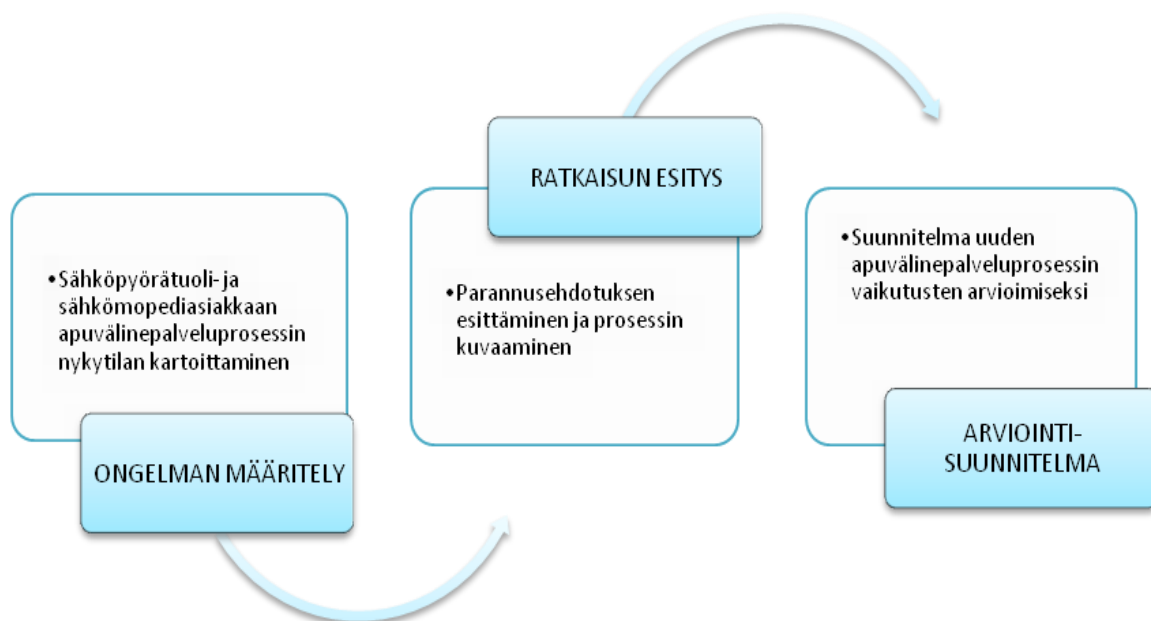 •Sähköpyörätuoli- ja
sähkömopediasiakkaan
apuvälinepalveluprosessin
nykytilan kartoittaminen
ONGELMAN MÄÄRITELY
RATKAISUN ESITYS
•Parannusehdotuksen
esittäminen ja prosessin
kuvaaminen
•Suunnitelma uuden
apuvälinepalveluprosessin
vaikutusten arvioimiseksi
ARVIOINTI-
SUUNNITELMA